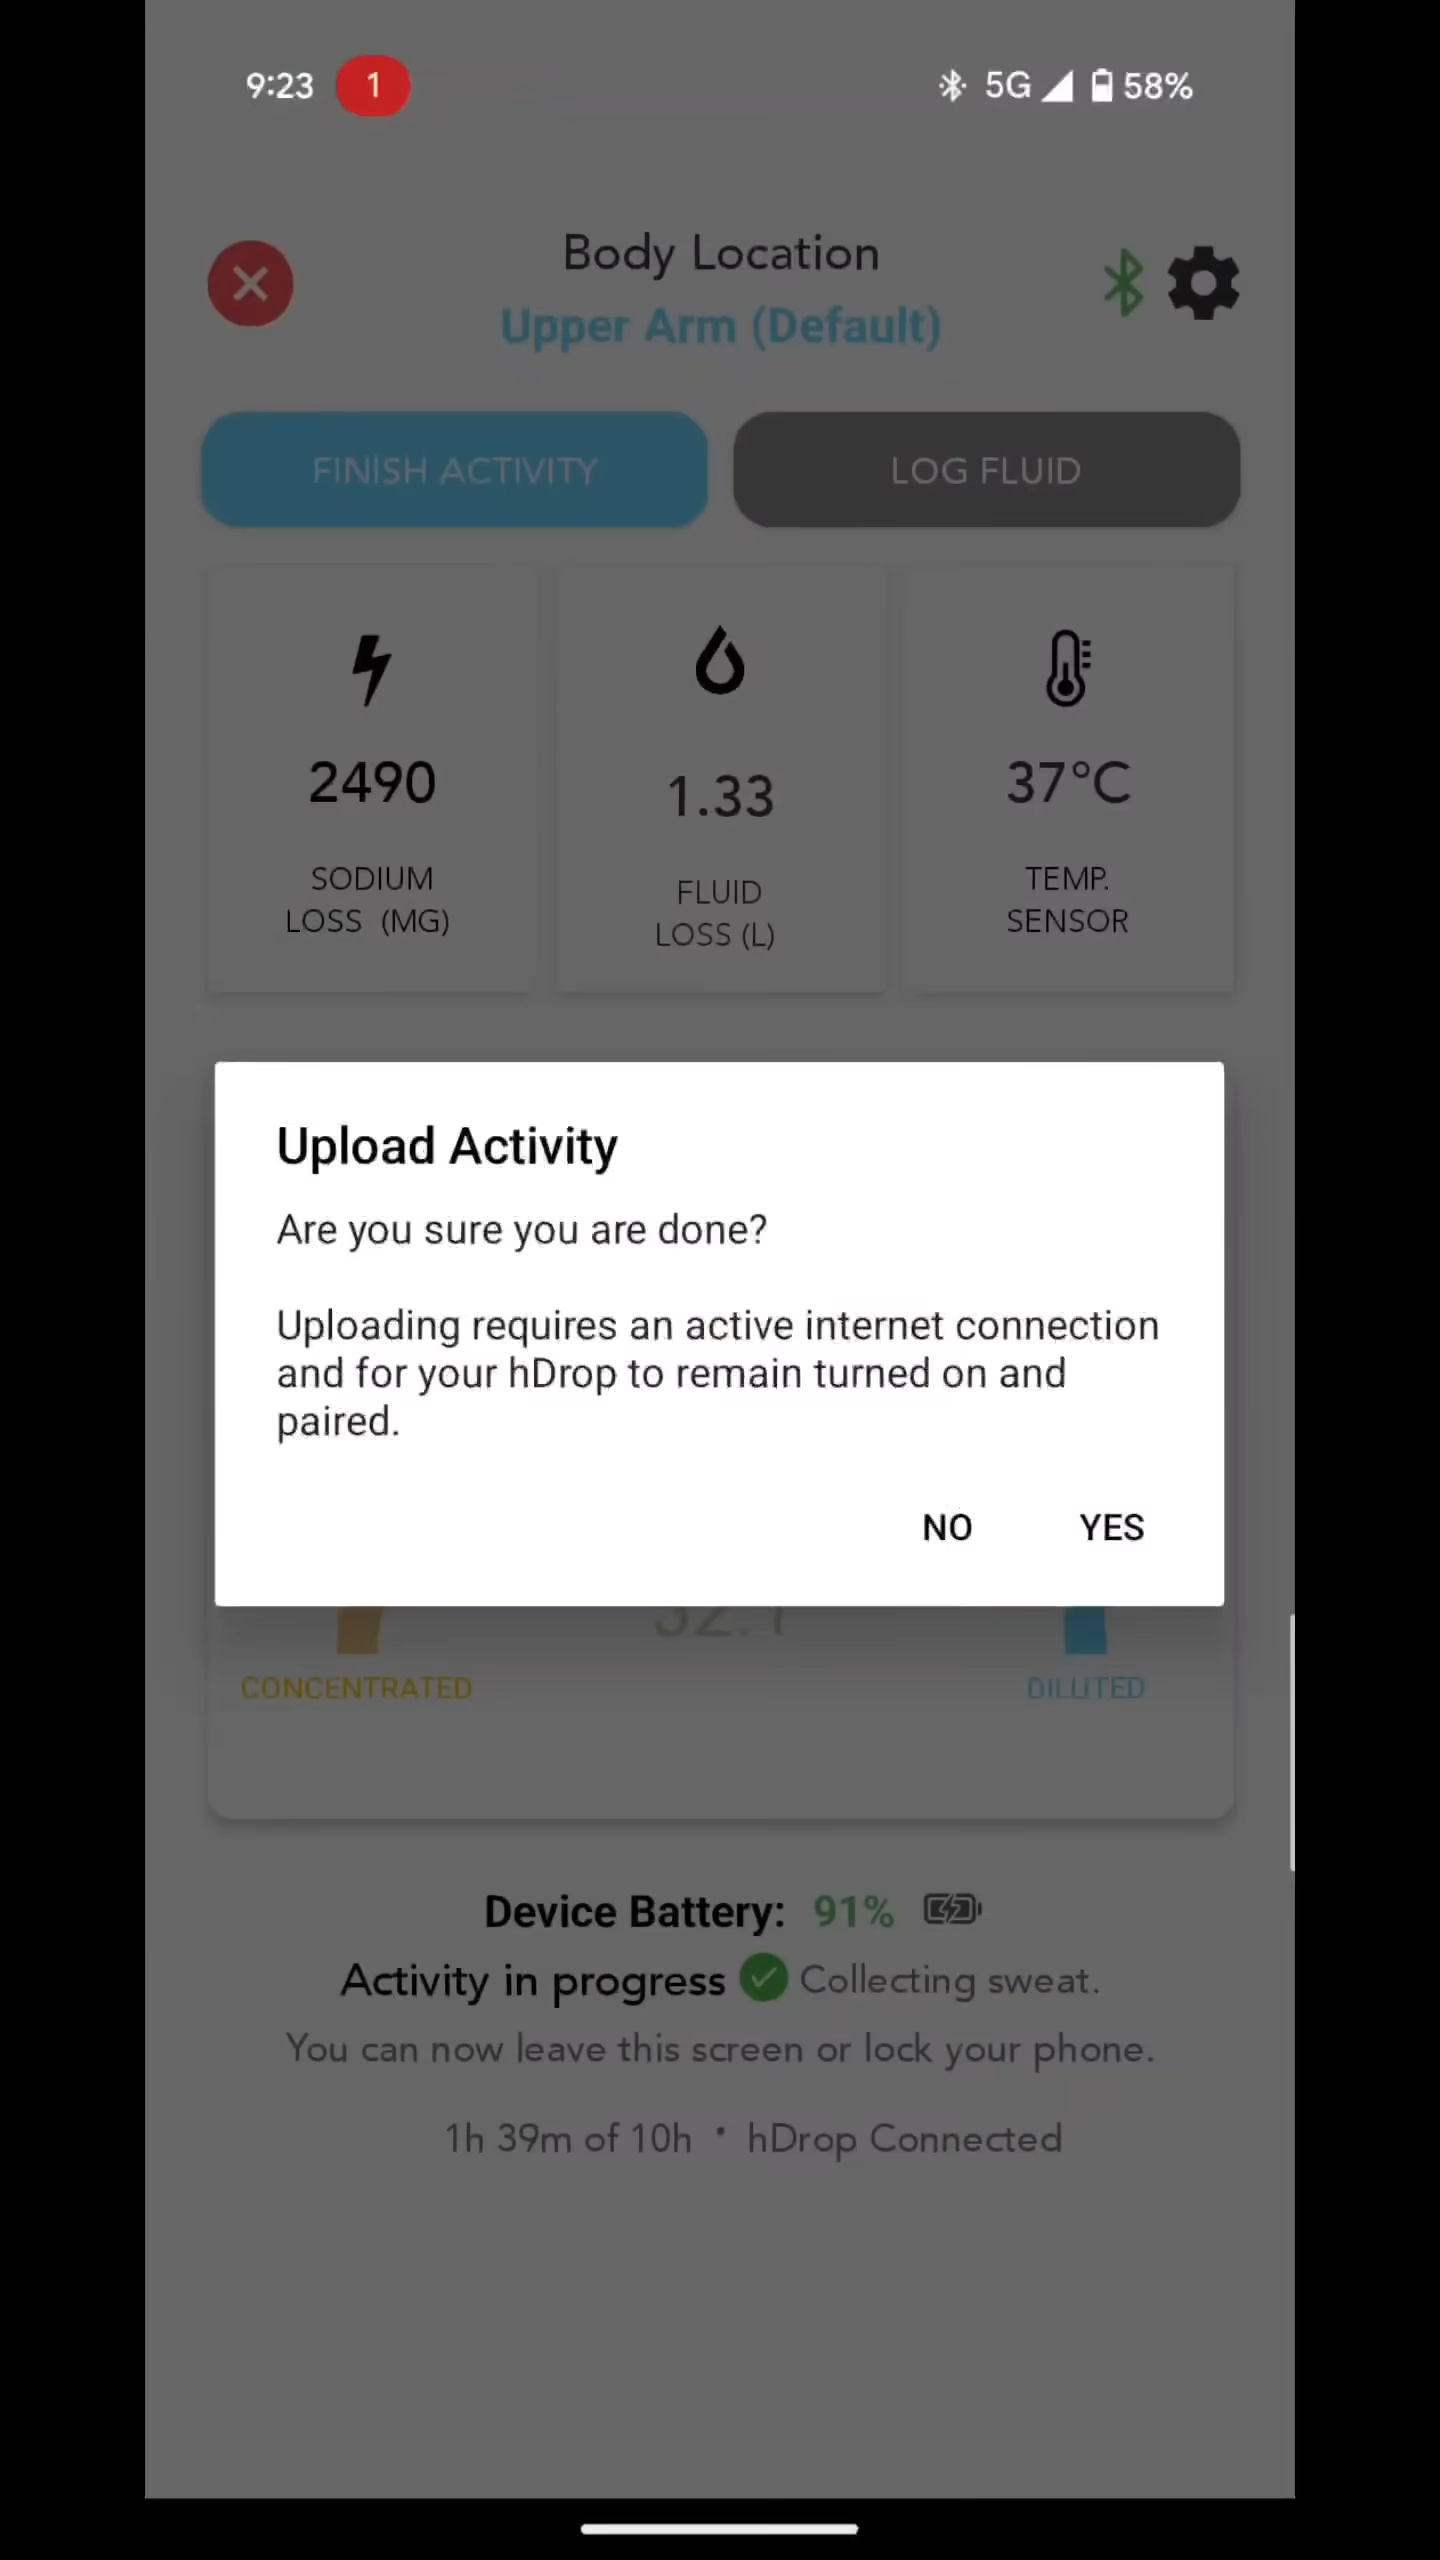 9:23
1
5G
58%
Body Location
Upper Arm (Default)
FINISH ACTIVITY
LOG FLUID
2490
1.33
37°C
SODIUM
LOSS (MG)
FLUID
LOSS (L)
TEMP.
SENSOR
Upload Activity
Are you sure you are done?
Uploading requires an active internet connection
and for your hDrop to remain turned on and
paired.
NO
YES
CONCENTRATED
DILUTED
Device Battery: 91%
Activity in progress Collecting sweat.
You can now leave this screen or lock your phone.
1h 39m of 10h • hDrop Connected